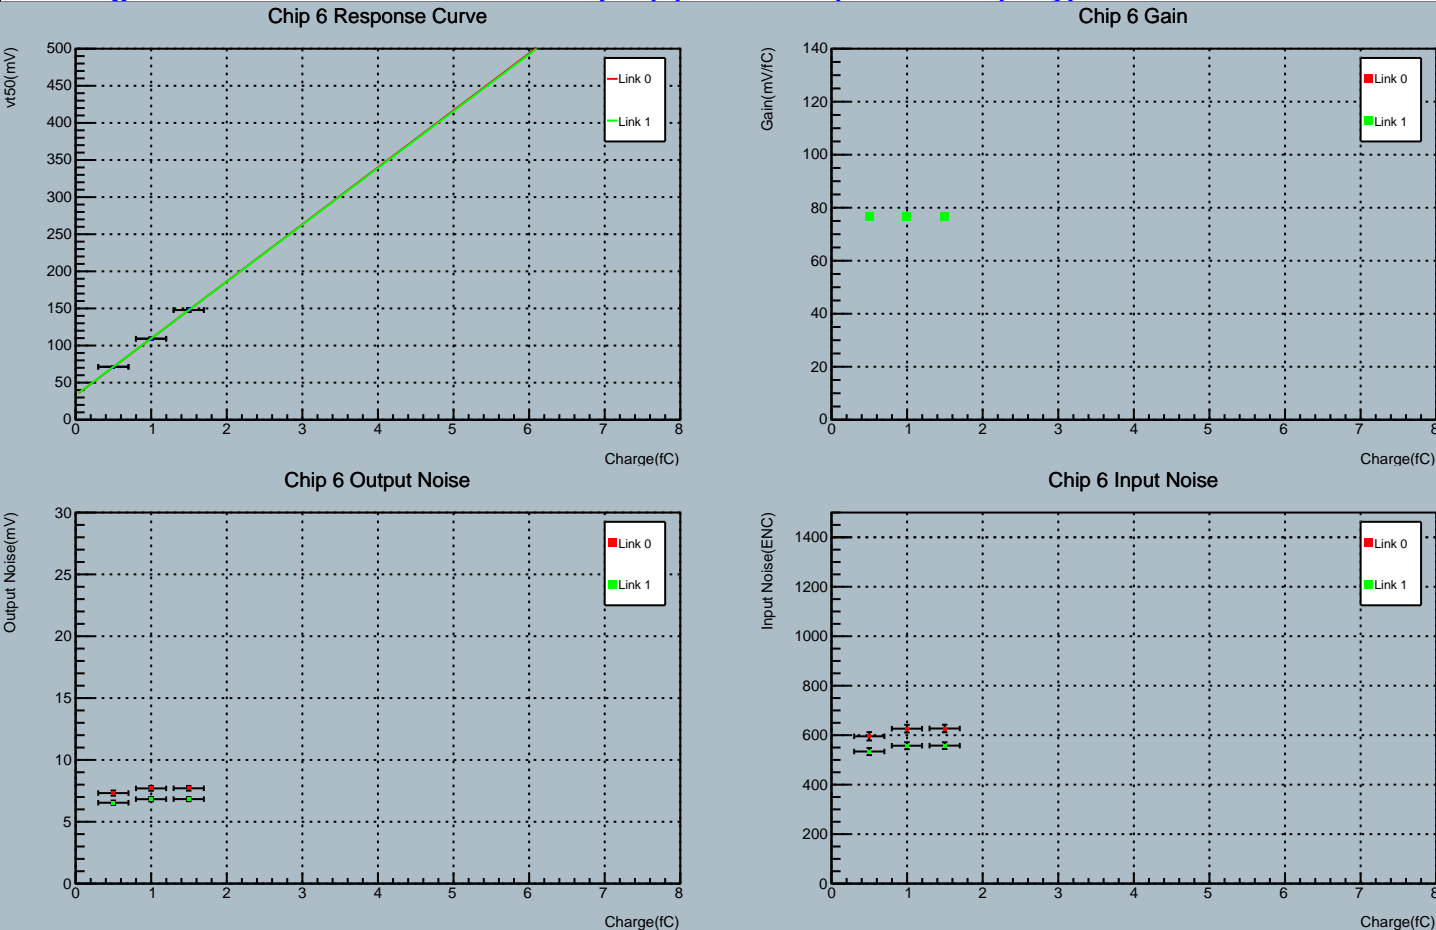 Chip 6 Response Curve
vt50(mV)
500
450
400
350
300
250
200
150
100
50
0
0 1 2 3 4 5 6 7 8
Charge(fC)
Link 0
Link 1
Chip 6 Gain
Gain(mV/fC)
140
120
100
80
60
40
20
0
0 1 2 3 4 5 6 7 8
Charge(fC)
Link 0
Link 1
Chip 6 Output Noise
Output Noise(mV)
30
25
20
15
10
5
0
0 1 2 3 4 5 6 7 8
Charge(fC)
Link 0
Link 1
Chip 6 Input Noise
Input Noise(ENC)
1400
1200
1000
800
600
400
200
0
0 1 2 3 4 5 6 7 8
Charge(fC)
Link 0
Link 1